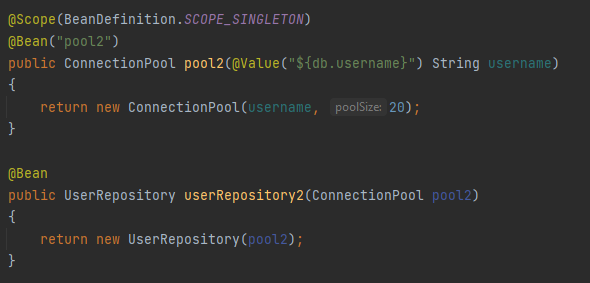 @Scope(BeanDefinition.SCOPE_SINGLETON)
@Bean("pool2")
public ConnectionPool pool2(@Value("${db.username}") String username)
{
    return new ConnectionPool(username, poolSize: 20);
}

@Bean
public UserRepository userRepository2(ConnectionPool pool2)
{
    return new UserRepository(pool2);
}